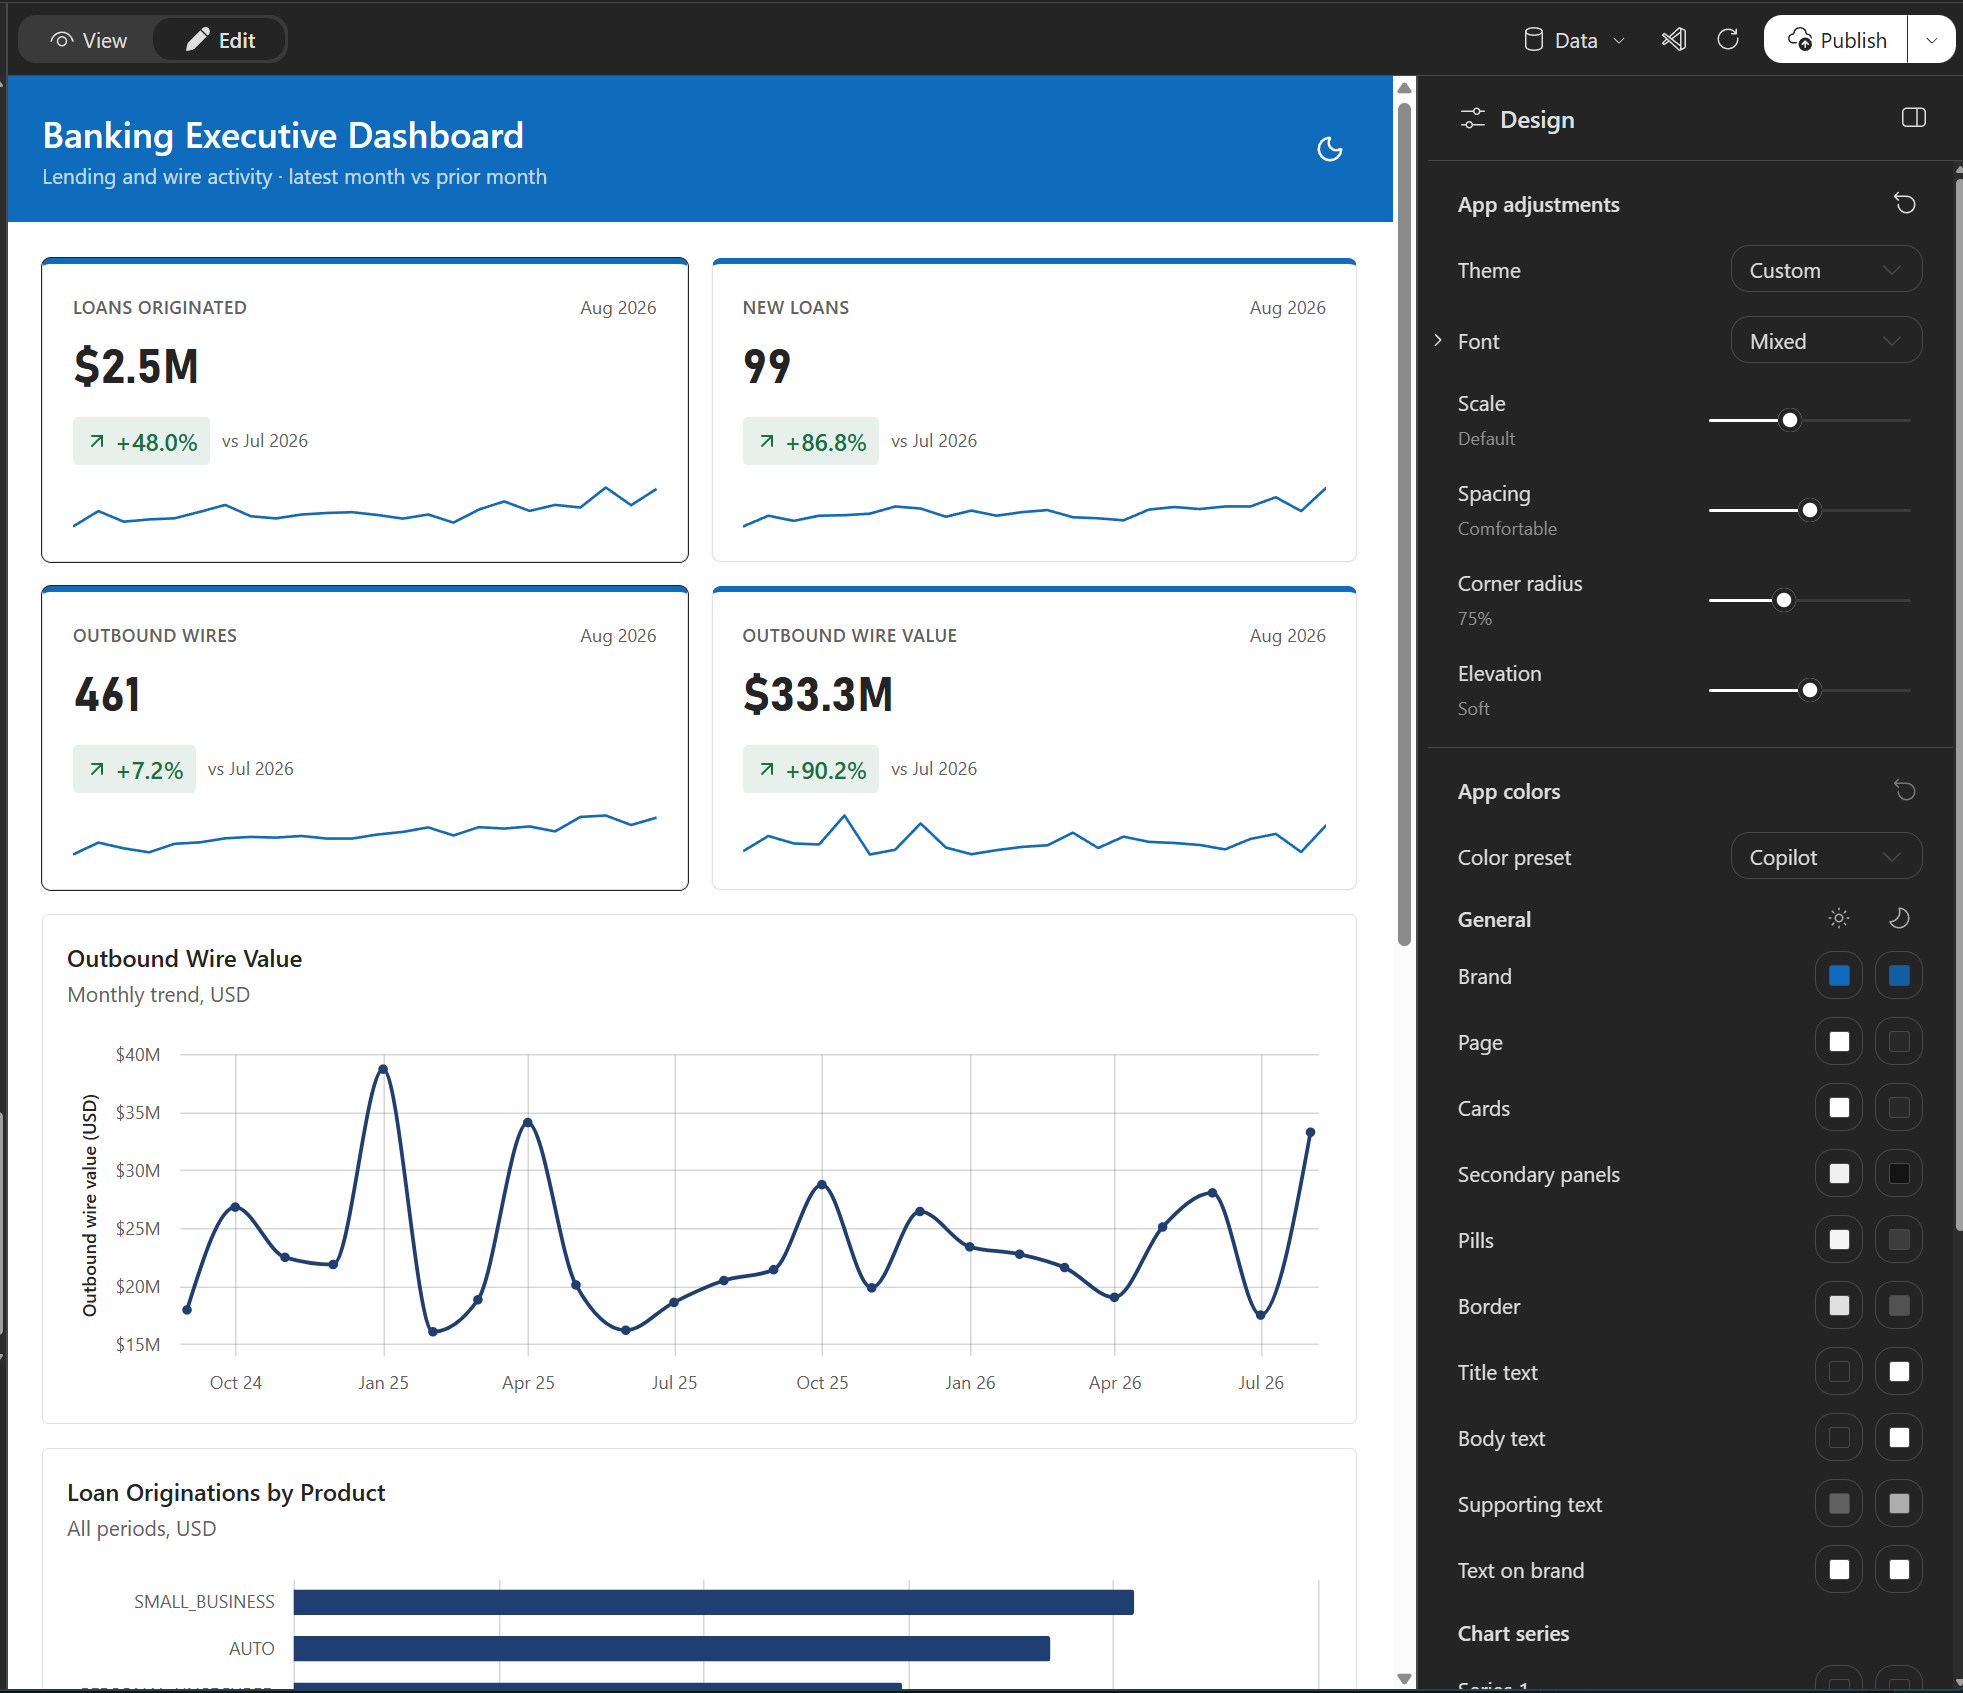 View
Edit
Data
Publish
Banking Executive Dashboard
Lending and wire activity · latest month vs prior month
LOANS ORIGINATED
Aug 2026
$2.5M
+48.0%
vs Jul 2026
NEW LOANS
Aug 2026
99
+86.8%
vs Jul 2026
OUTBOUND WIRES
Aug 2026
461
+7.2%
vs Jul 2026
OUTBOUND WIRE VALUE
Aug 2026
$33.3M
+90.2%
vs Jul 2026
Outbound Wire Value
Monthly trend, USD
Outbound wire value (USD)
$40M
$35M
$30M
$25M
$20M
$15M
Oct 24
Jan 25
Apr 25
Jul 25
Oct 25
Jan 26
Apr 26
Jul 26
Loan Originations by Product
All periods, USD
SMALL_BUSINESS
AUTO
Design
App adjustments
Theme
Custom
Font
Mixed
Scale
Default
Spacing
Comfortable
Corner radius
75%
Elevation
Soft
App colors
Color preset
Copilot
General
Brand
Page
Cards
Secondary panels
Pills
Border
Title text
Body text
Supporting text
Text on brand
Chart series
Series 1